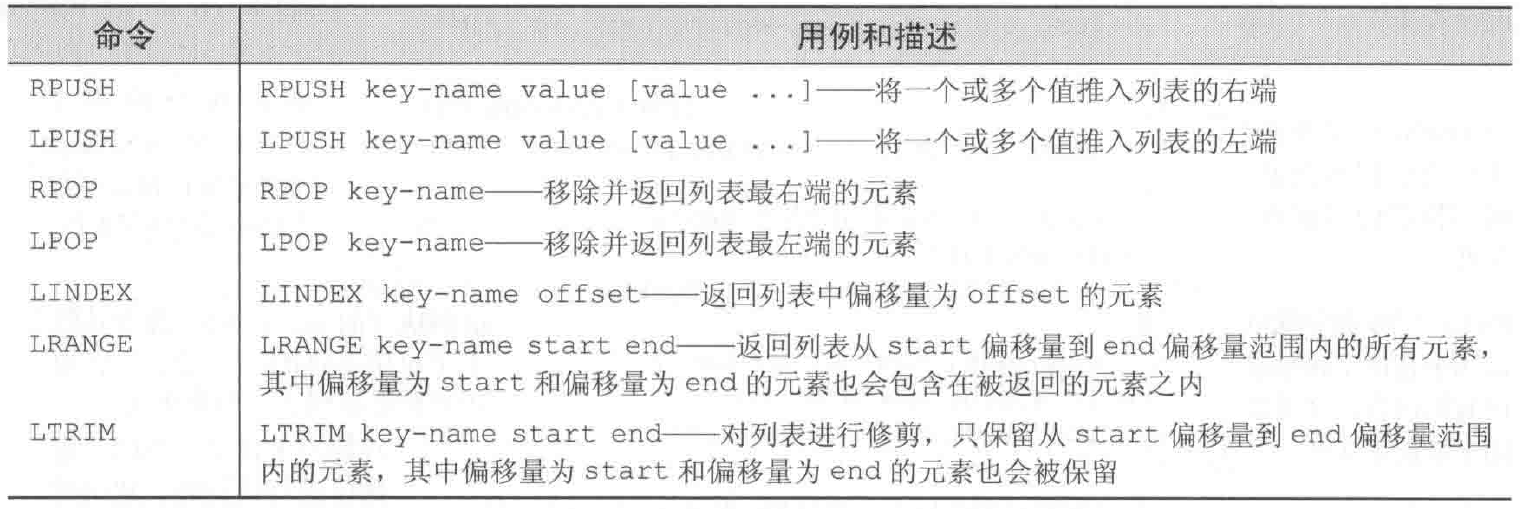 命令 用例和描述
RPUSH RPUSH key-name value [value ...]——将一个或多个值推入列表的右端
LPUSH LPUSH key-name value [value ...]——将一个或多个值推入列表的左端
RPOP RPOP key-name——移除并返回列表最右端的元素
LPOP LPOP key-name——移除并返回列表最左端的元素
LINDEX LINDEX key-name offset——返回列表中偏移量为 offset 的元素
LRANGE LRANGE key-name start end——返回列表从 start 偏移量到 end 偏移量范围内的所有元素，
其中偏移量为 start 和偏移量为 end 的元素也会包含在被返回的元素之内
LTRIM LTRIM key-name start end——对列表进行修剪，只保留从 start 偏移量到 end 偏移量范围
内的元素，其中偏移量为 start 和偏移量为 end 的元素也会被保留